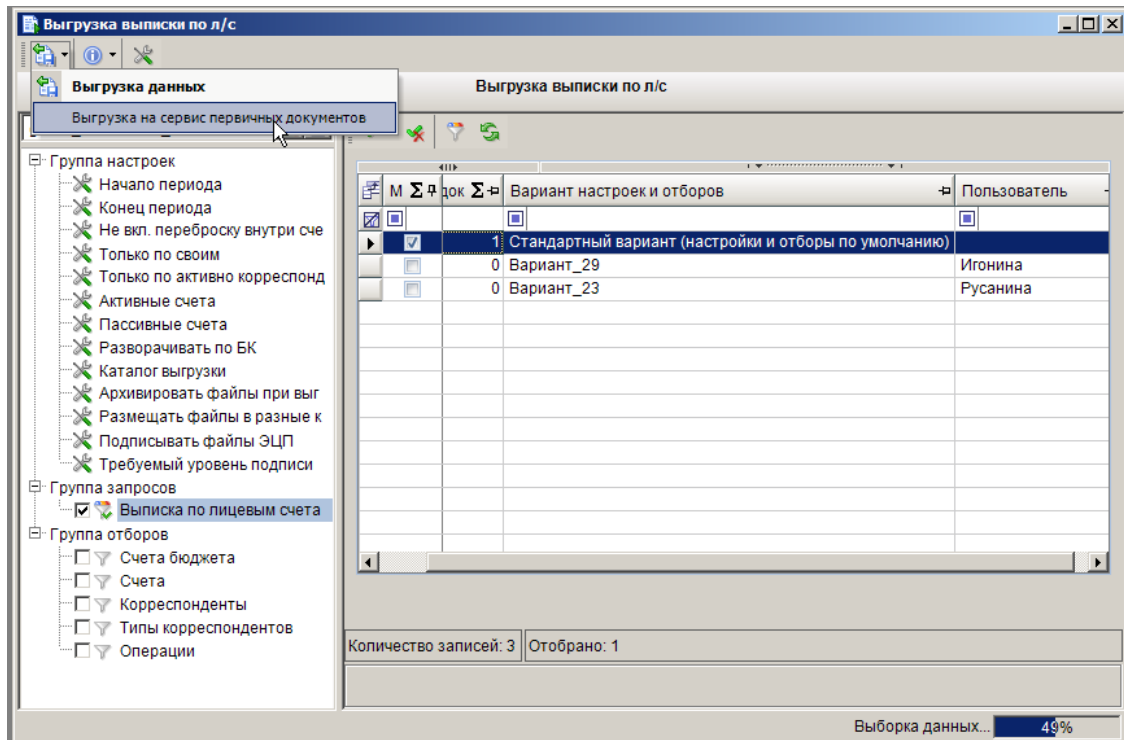 Выгрузка выписки по л/с
Выгрузка данных
Выгрузка на сервис первичных документов
Выгрузка выписки по л/с
Группа настроек
Начало периода
Конец периода
Не вкл. переброску внутри сче
Только по своим
Только по активно корреспонд
Активные счета
Пассивные счета
Разворачивать по БК
Каталог выгрузки
Архивировать файлы при выг
Размещать файлы в разные к
Подписывать файлы ЭЦП
Требуемый уровень подписи
Группа запросов
Выписка по лицевым счета
Группа отборов
Счета бюджета
Счета
Корреспонденты
Типы корреспондентов
Операции
М Σ док Σ Вариант настроек и отборов Пользователь
1 Стандартный вариант (настройки и отборы по умолчанию)
0 Вариант_29 Игонина
0 Вариант_23 Русанина
Количество записей: 3 Отобрано: 1
Выборка данных... 49%